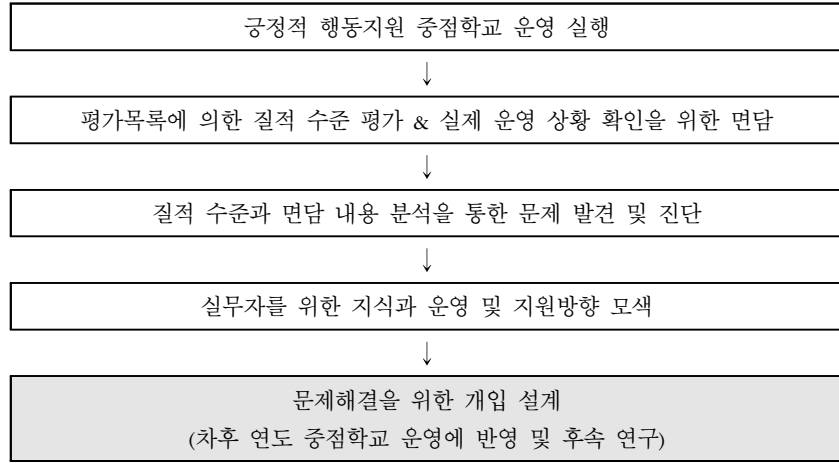 긍정적 행동지원 중점학교 운영 실행
↓
평가목록에 의한 질적 수준 평가 & 실제 운영 상황 확인을 위한 면담
↓
질적 수준과 면담 내용 분석을 통한 문제 발견 및 진단
↓
실무자를 위한 지식과 운영 및 지원방향 모색
↓
문제해결을 위한 개입 설계
(차후 연도 중점학교 운영에 반영 및 후속 연구)